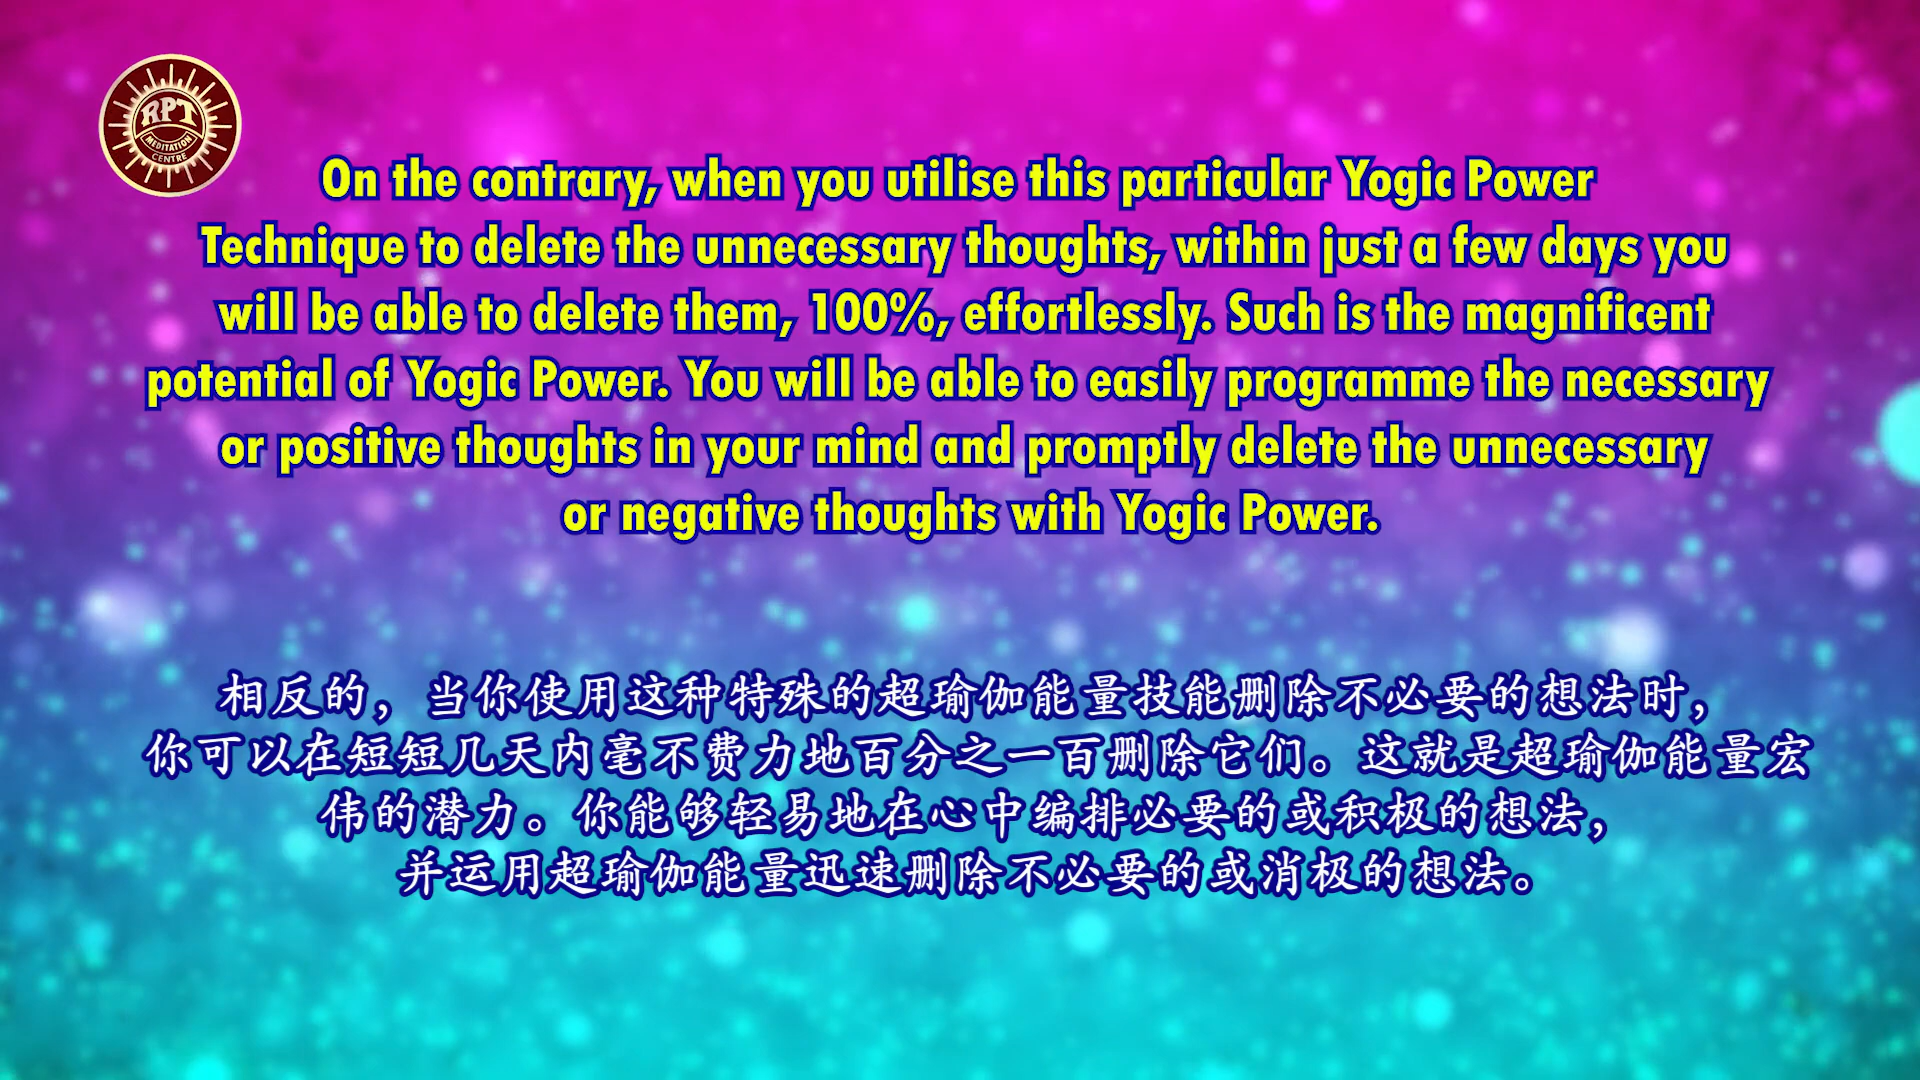 RPT
MEDITATION
CENTRE
On the contrary, when you utilise this particular Yogic Power
Technique to delete the unnecessary thoughts, within just a few days you
will be able to delete them, 100%, effortlessly. Such is the magnificent
potential of Yogic Power. You will be able to easily programme the necessary
or positive thoughts in your mind and promptly delete the unnecessary
or negative thoughts with Yogic Power.
相反的，当你使用这种特殊的超瑜伽能量技能删除不必要的想法时，
你可以在短短几天内毫不费力地百分之一百删除它们。这就是超瑜伽能量宏
伟的潜力。你能够轻易地在心中编排必要的或积极的想法，
并运用超瑜伽能量迅速删除不必要的或消极的想法。